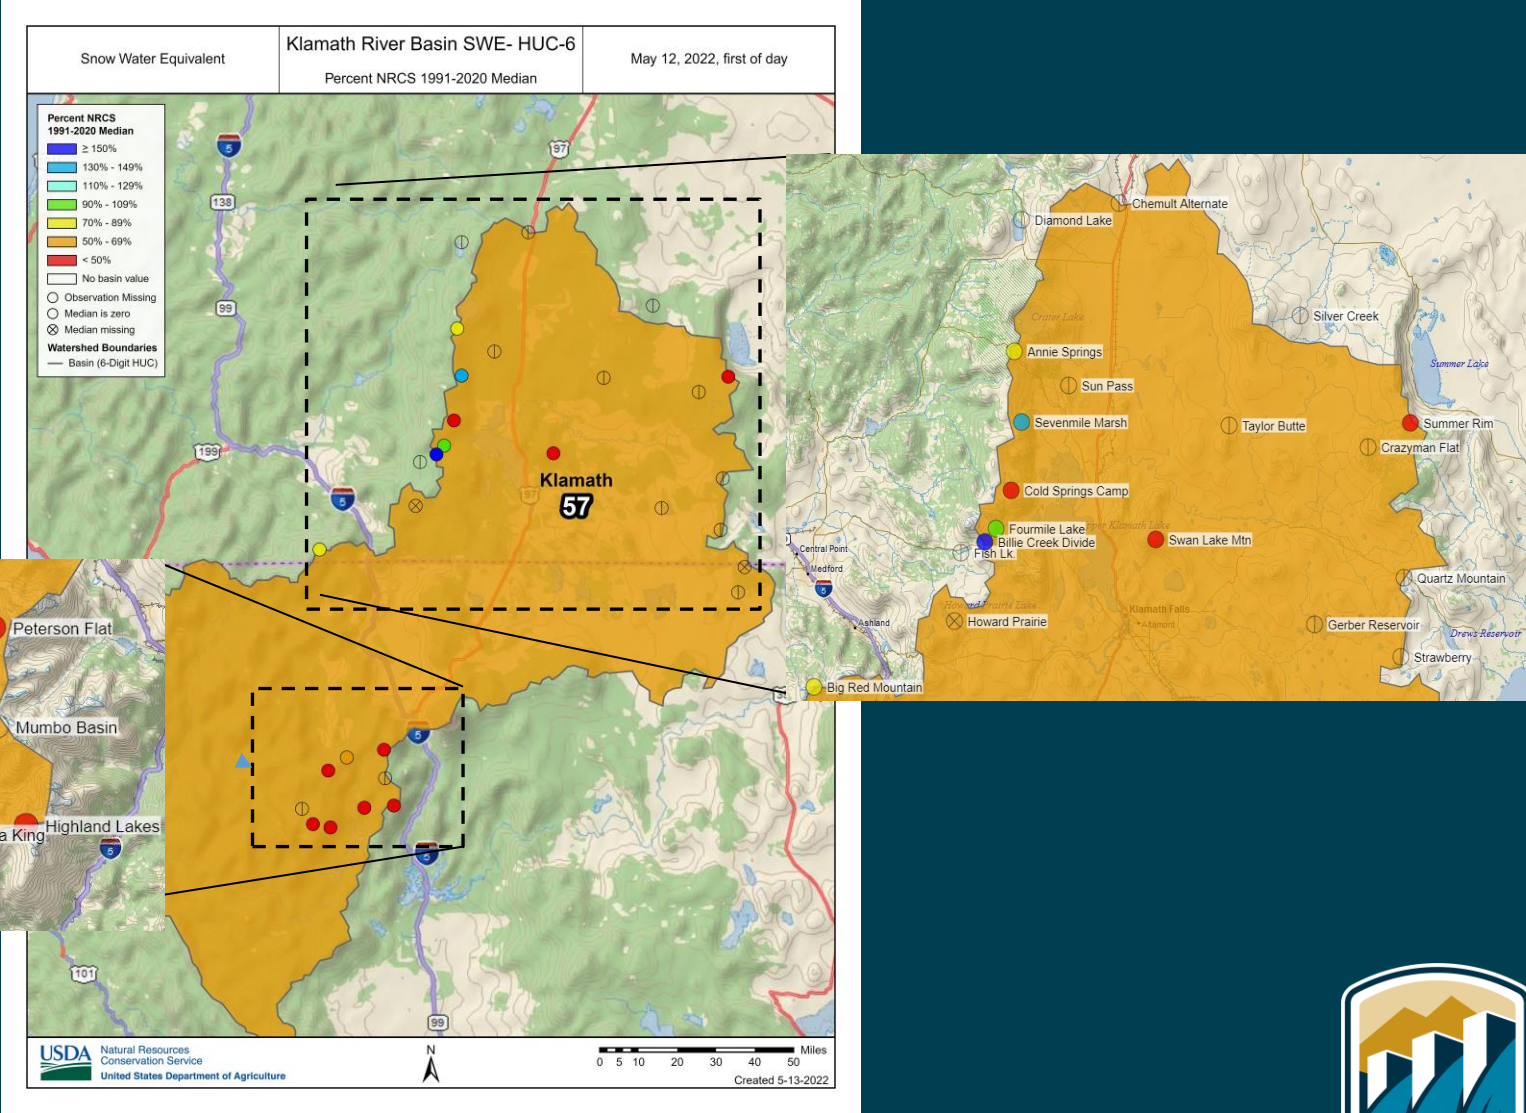 Snow Water Equivalent
Klamath River Basin SWE- HUC-6
Percent NRCS 1991-2020 Median
May 12, 2022, first of day
Percent NRCS
1991-2020 Median
≥ 150%
130% - 149%
110% - 129%
90% - 109%
70% - 89%
50% - 69%
< 50%
No basin value
Observation Missing
Median is zero
Median missing
Watershed Boundaries
Basin (6-Digit HUC)
5
97
138
99
199
5
97
Klamath
57
5
5
101
99
Peterson Flat
Mumbo Basin
Highland Lakes
a King
5
Chemult Alternate
Diamond Lake
Silver Creek
Crater Lake
Annie Springs
Summer Lake
Sun Pass
Sevenmile Marsh
Taylor Butte
Summer Rim
Crazyman Flat
Cold Springs Camp
Fourmile Lake
pper Klamath Lake
Billie Creek Divide
Swan Lake Mtn
Fish Lk.
Central Point
Medford
5
Quartz Mountain
Howard Prairie Lake
Klamath Falls
Altamont
Howard Prairie
Gerber Reservoir
Ashland
Drews Reservoir
Strawberry
Big Red Mountain
USDA
Natural Resources
Conservation Service
United States Department of Agriculture
N
Miles
0 5 10 20 30 40 50
Created 5-13-2022